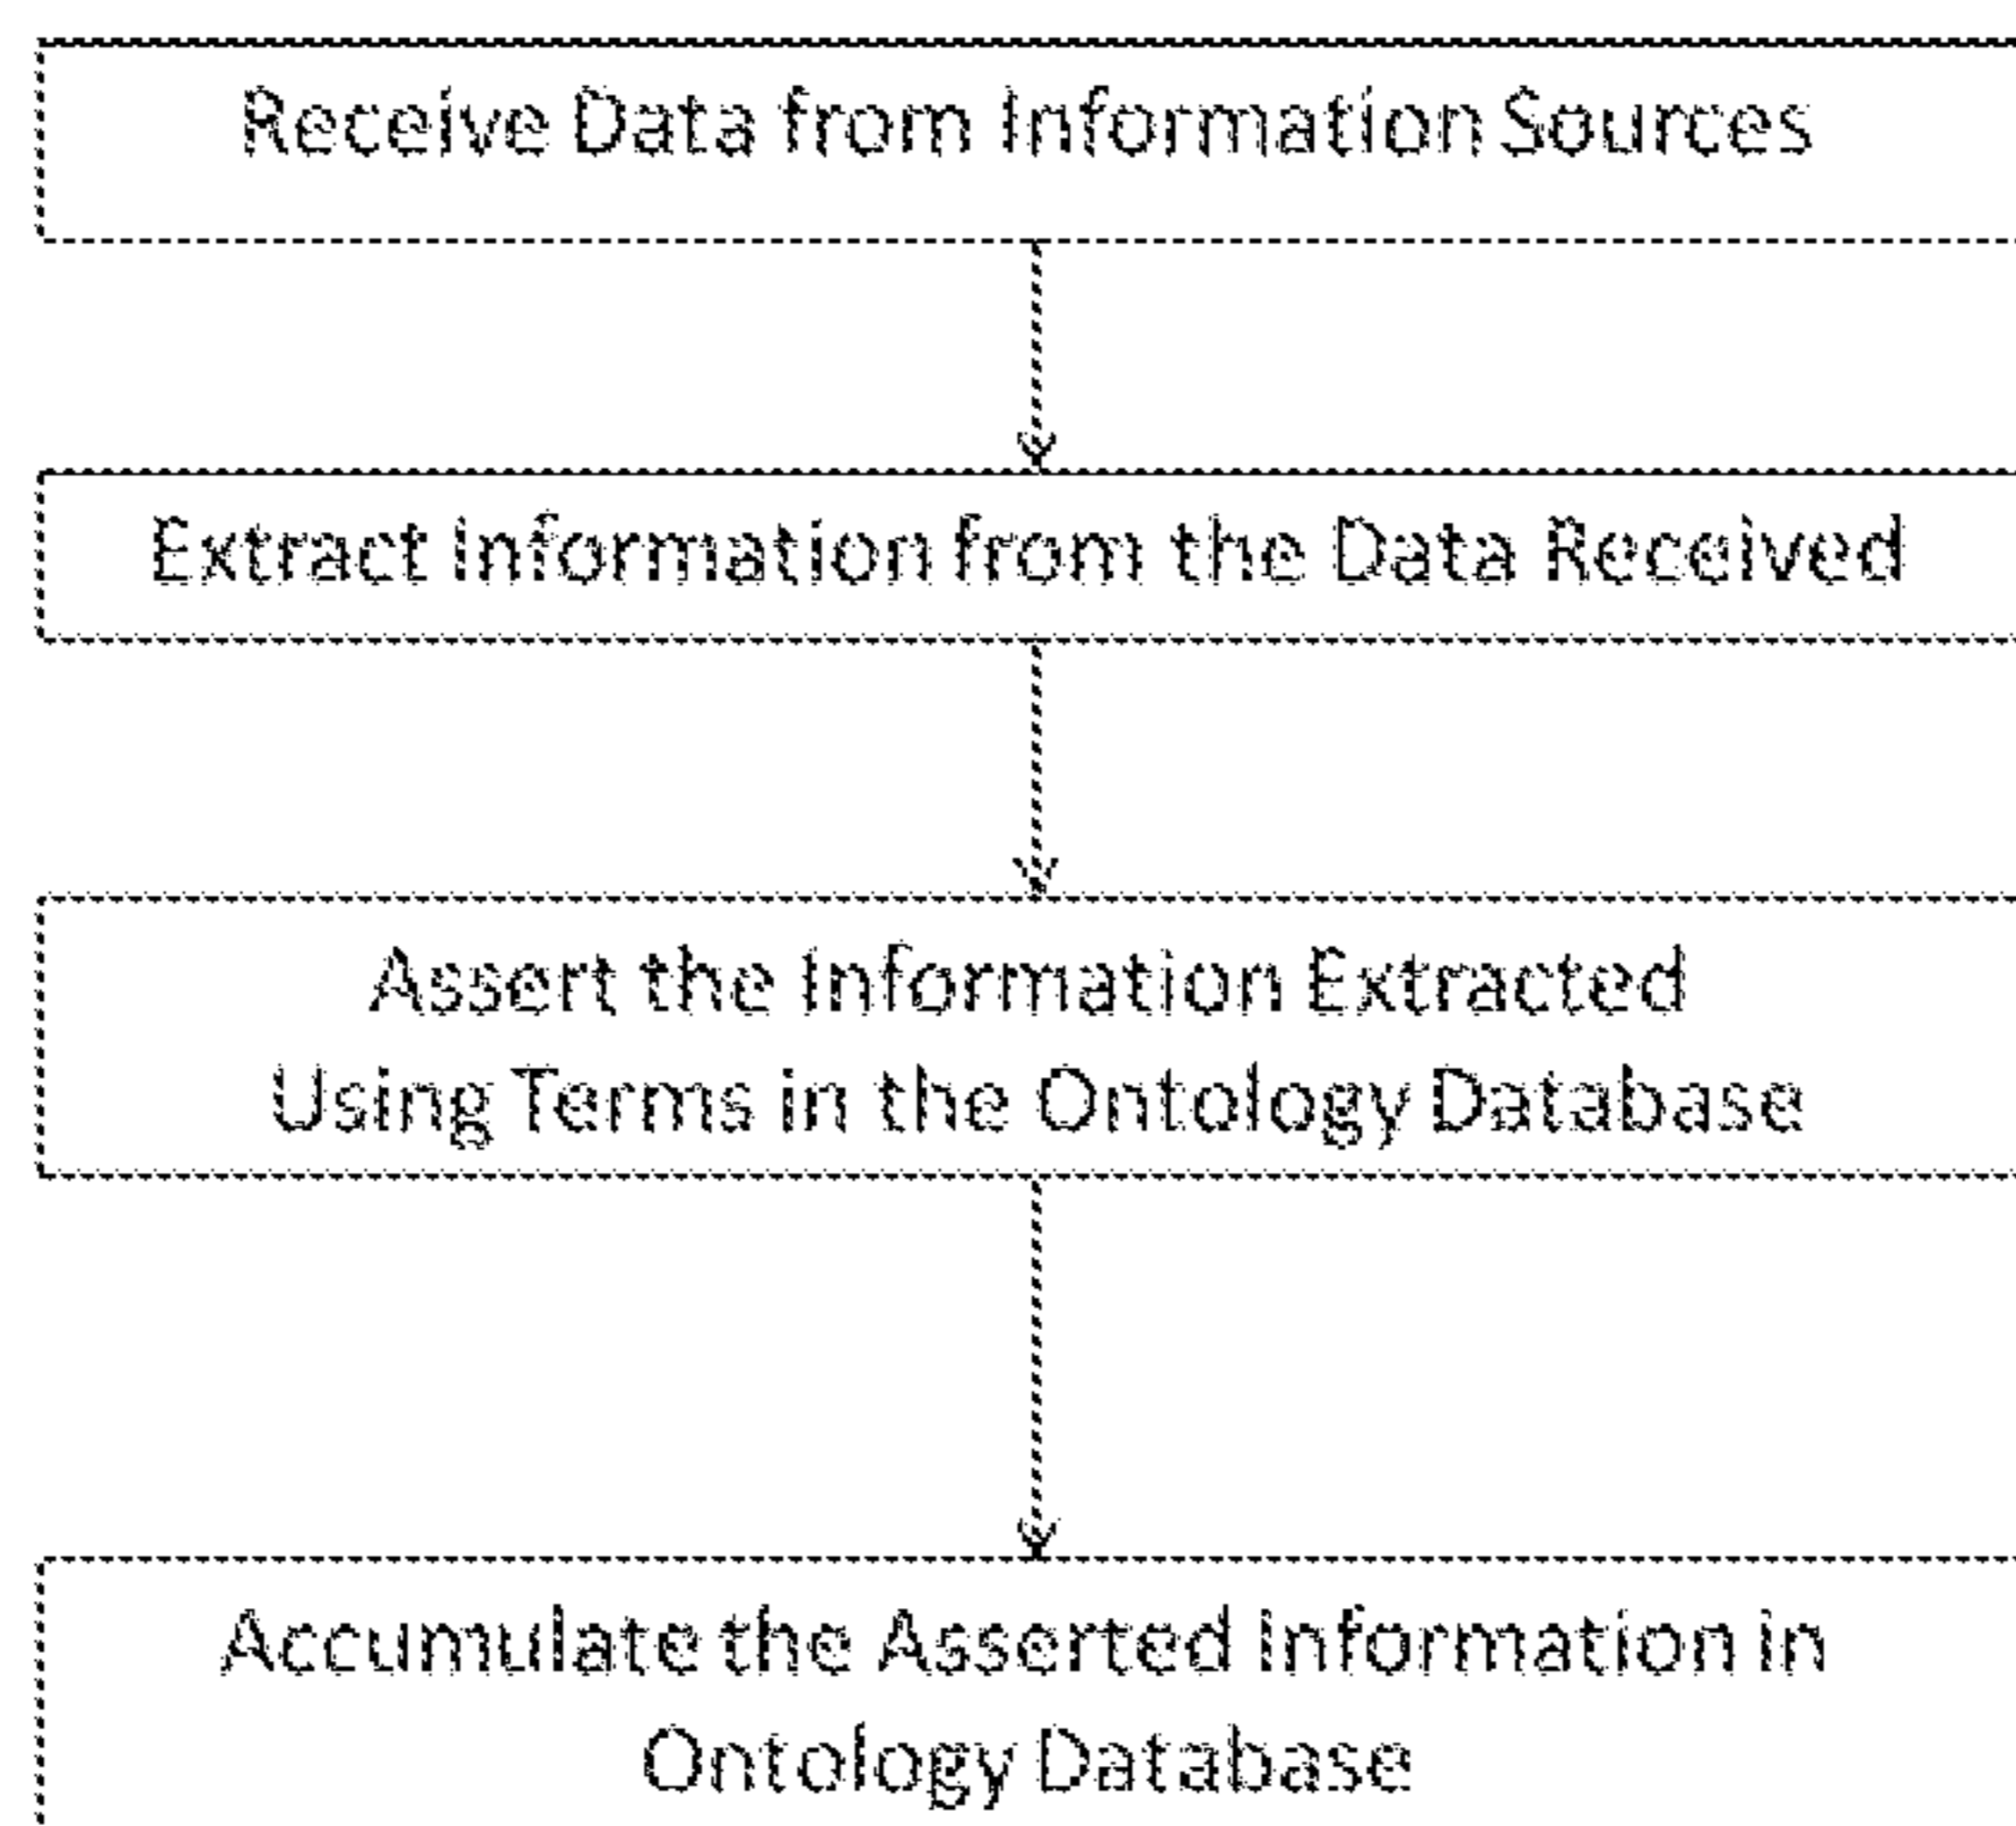 Receive Data from Information Sources
Extract Information from the Data Received
Assert the Information Extracted
Using Terms in the Ontology Database
Accumulate the Asserted Information in
Ontology Database